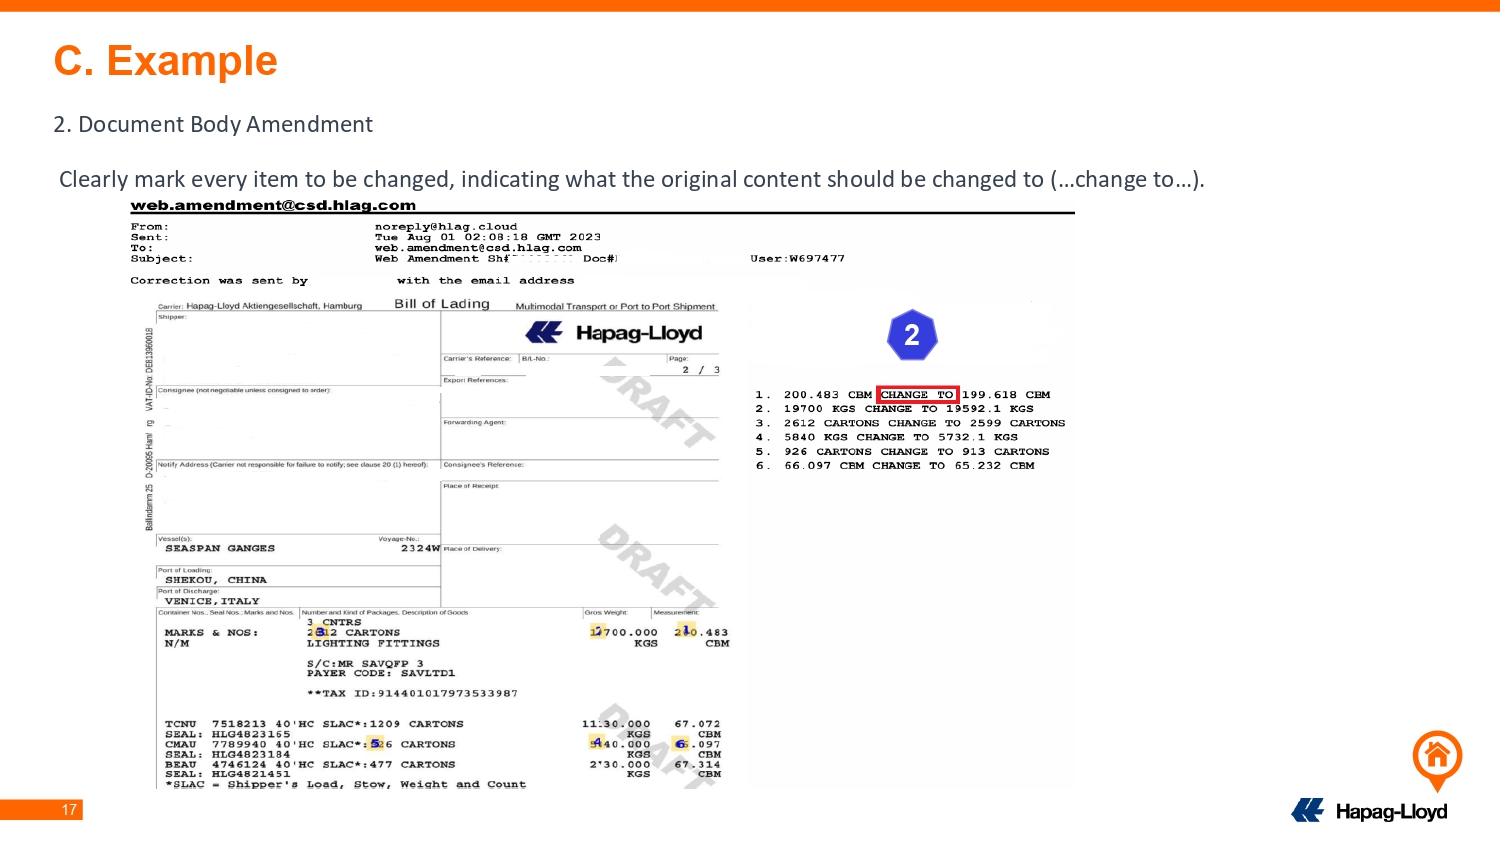 C. Example
2. Document Body Amendment
Clearly mark every item to be changed, indicating what the original content should be changed to (...change to...).
web.amendment@csd.hlag.com
From: noreply@hlag.cloud
Sent: Tue Aug 01 02:08:18 GMT 2023
To: web.amendment@csd.hlag.com
Subject: Web Amendment Sh# Doc# User:W697477
Correction was sent by with the email address
Carrier: Hapag-Lloyd Aktiengesellschaft, Hamburg Bill of Lading Multimodal Transport or Port to Port Shipment
Shipper:
Hapag-Lloyd
Carrier's Reference: B/L-No.: Page:
2 / 3
Export References:
Consignee (not negotiable unless consigned to order):
Forwarding Agent:
Notify Address (Carrier not responsible for failure to notify; see clause 20 (1) hereof): Consignee's Reference:
Place of Receipt:
Vessel(s): Voyage-No.:
SEASPAN GANGES 2324W Place of Delivery:
Port of Loading:
SHEKOU, CHINA
Port of Discharge:
VENICE,ITALY
Container Nos., Seal Nos.; Marks and Nos. Number and Kind of Packages, Description of Goods Gross Weight: Measurement:
3 CNTRS
MARKS & NOS: 3 CARTONS 2 700.000 1 .483
N/M LIGHTING FITTINGS KGS CBM
S/C:MR SAVQFP 3
PAYER CODE: SAVLTD1
**TAX ID:914401017973533987
TCNU 7518213 40'HC SLAC*:1209 CARTONS 67.072
SEAL: HLG4823165 KGS CBM
CMAU 7789940 40'HC SLAC*: 5 CARTONS 4 40.000 6 .097
SEAL: HLG4823184 KGS CBM
BEAU 4746124 40'HC SLAC*:477 CARTONS 67.314
SEAL: HLG4821451 KGS CBM
*SLAC = Shipper's Load, Stow, Weight and Count
VAT-ID-No: DE813960018
Ballindamm 25 D-20095 Ham rg
DRAFT
DRAFT
DRAFT
2
1. 200.483 CBM CHANGE TO 199.618 CBM
2. 19700 KGS CHANGE TO 19592.1 KGS
3. 2612 CARTONS CHANGE TO 2599 CARTONS
4. 5840 KGS CHANGE TO 5732.1 KGS
5. 926 CARTONS CHANGE TO 913 CARTONS
6. 66.097 CBM CHANGE TO 65.232 CBM
17
Hapag-Lloyd